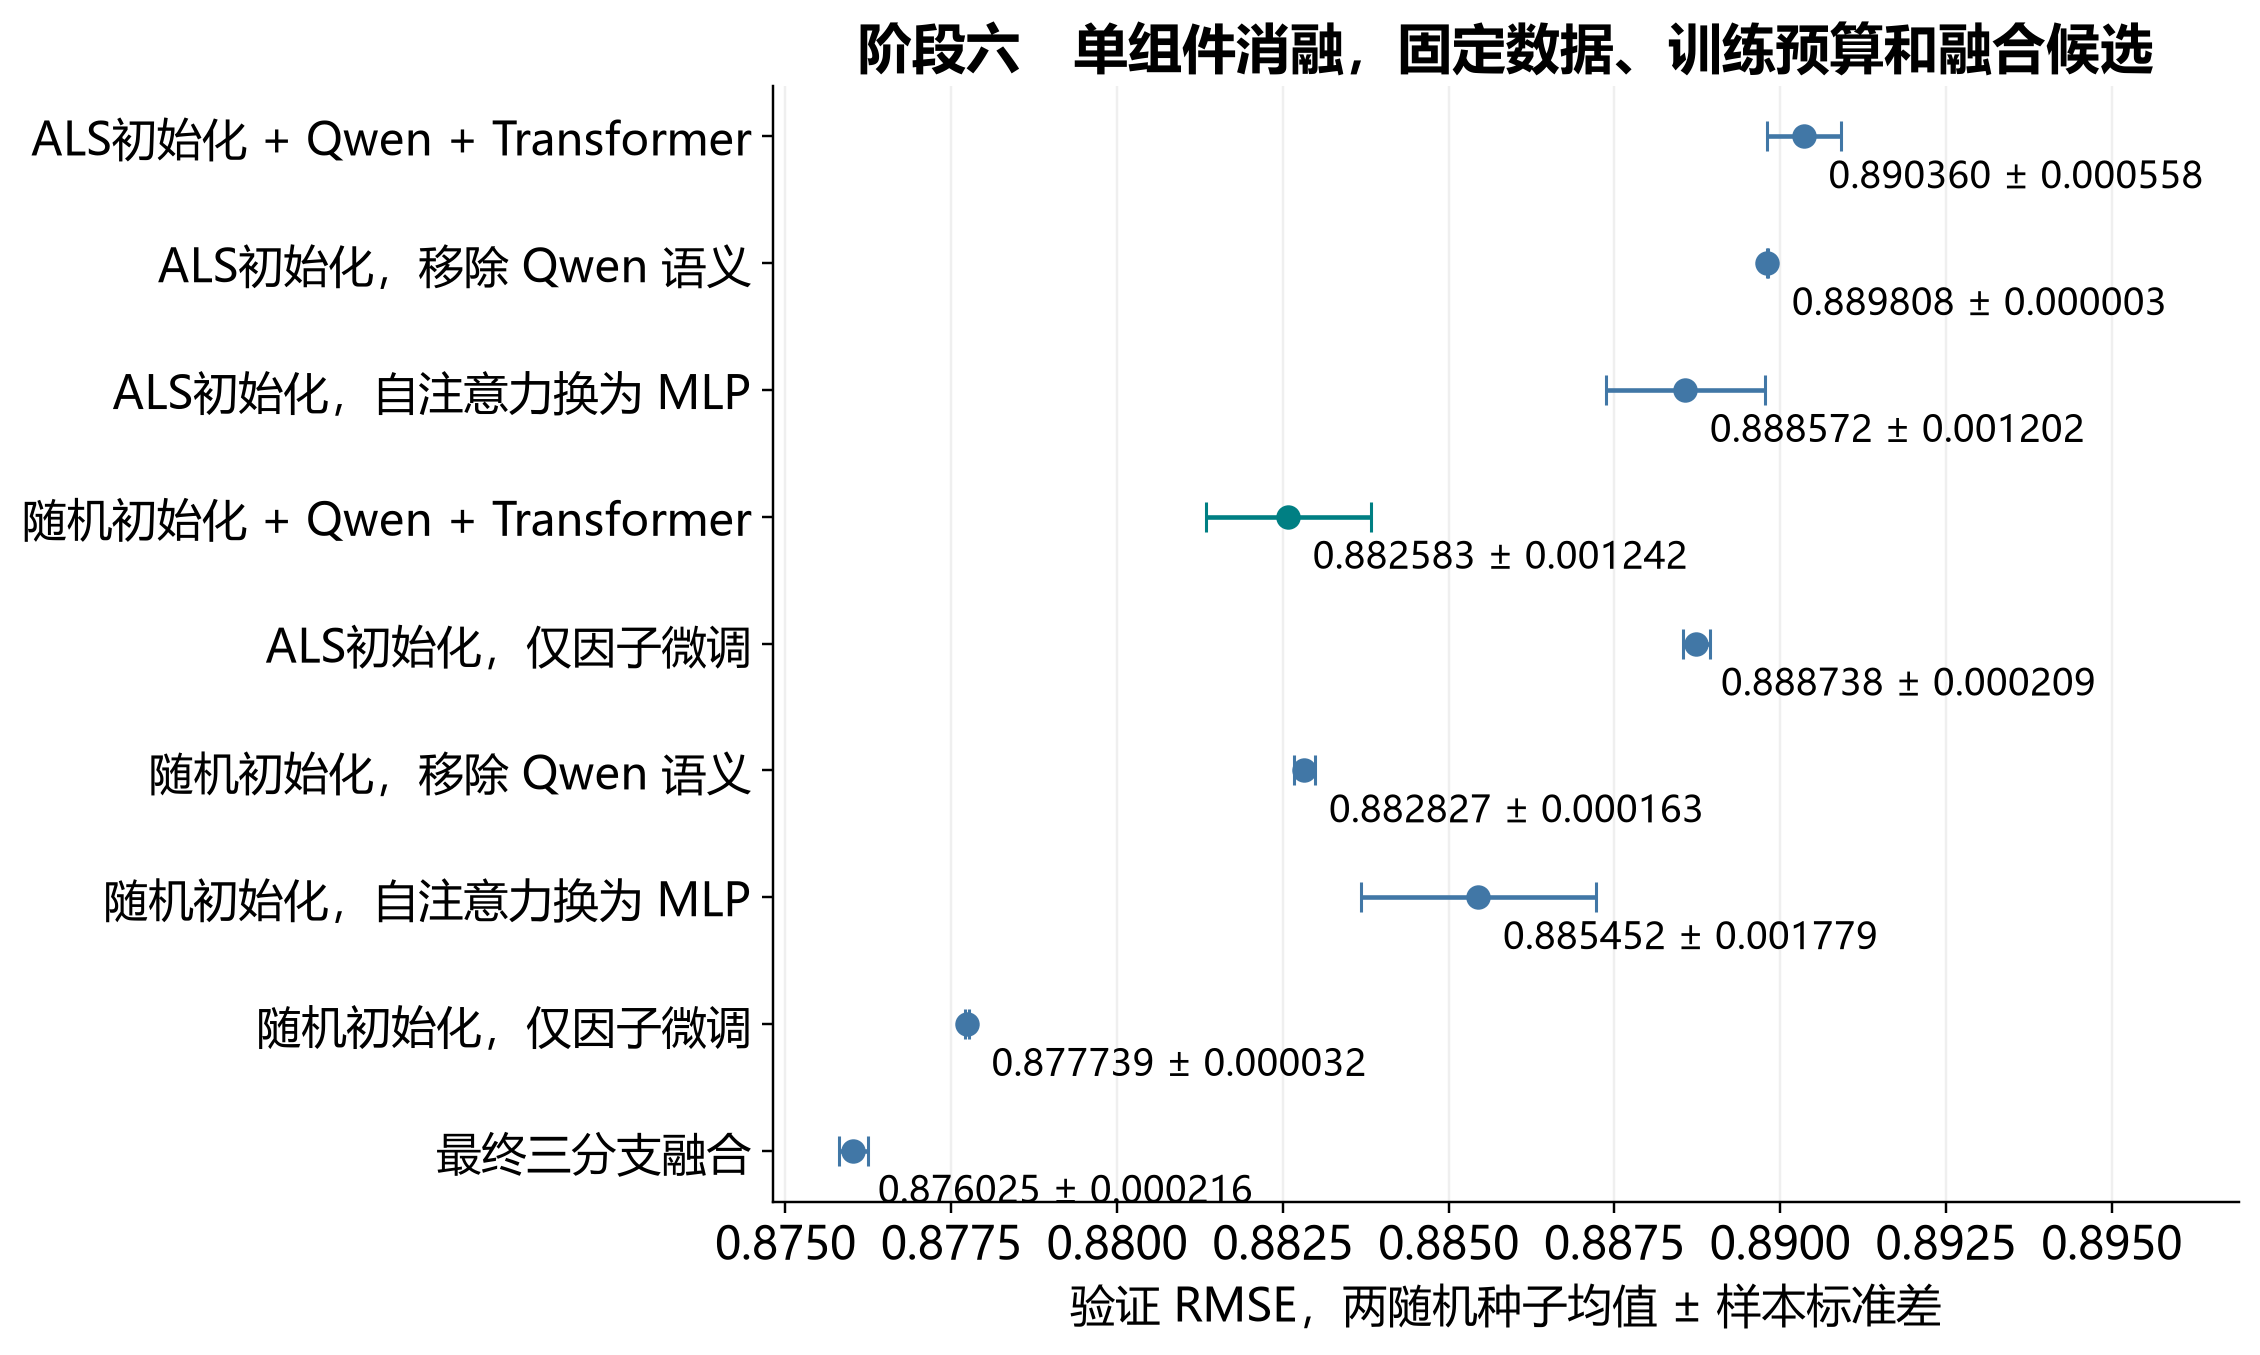 阶段六　单组件消融，固定数据、训练预算和融合候选
ALS初始化 + Qwen + Transformer
0.890360 ± 0.000558
ALS初始化，移除 Qwen 语义
0.889808 ± 0.000003
ALS初始化，自注意力换为 MLP
0.888572 ± 0.001202
随机初始化 + Qwen + Transformer
0.882583 ± 0.001242
ALS初始化，仅因子微调
0.888738 ± 0.000209
随机初始化，移除 Qwen 语义
0.882827 ± 0.000163
随机初始化，自注意力换为 MLP
0.885452 ± 0.001779
随机初始化，仅因子微调
0.877739 ± 0.000032
最终三分支融合
0.876025 ± 0.000216
0.8750 0.8775 0.8800 0.8825 0.8850 0.8875 0.8900 0.8925 0.8950
验证 RMSE，两随机种子均值 ± 样本标准差